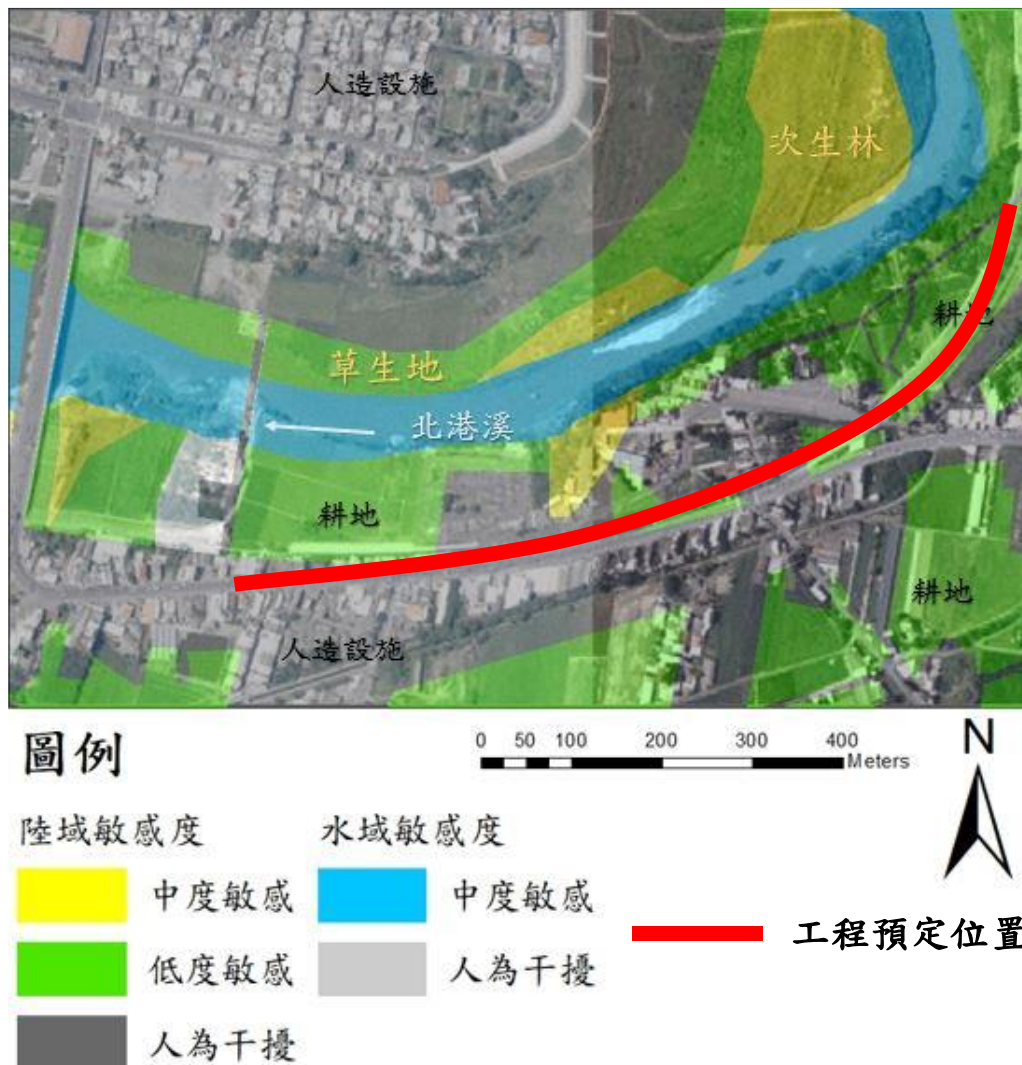 人造設施
次生林
耕地
草生地
北港溪
耕地
耕地
人造設施
圖例
0 50 100 200 300 400
Meters
N
陸域敏感度
水域敏感度
中度敏感
中度敏感
工程預定位置
低度敏感
人為干擾
人為干擾